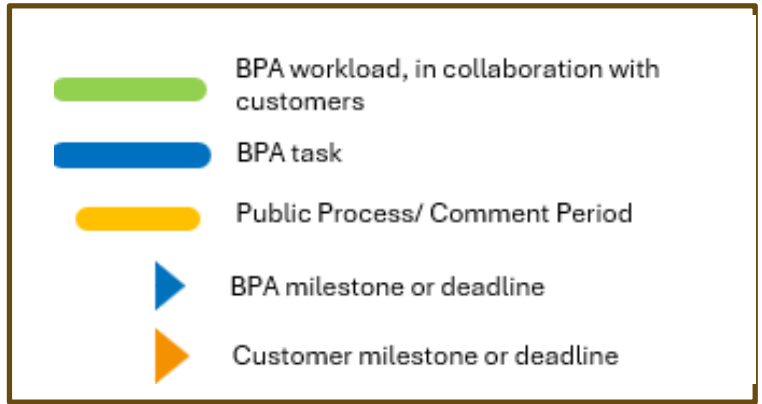 BPA workload, in collaboration with
customers
BPA task
Public Process/ Comment Period
BPA milestone or deadline
Customer milestone or deadline